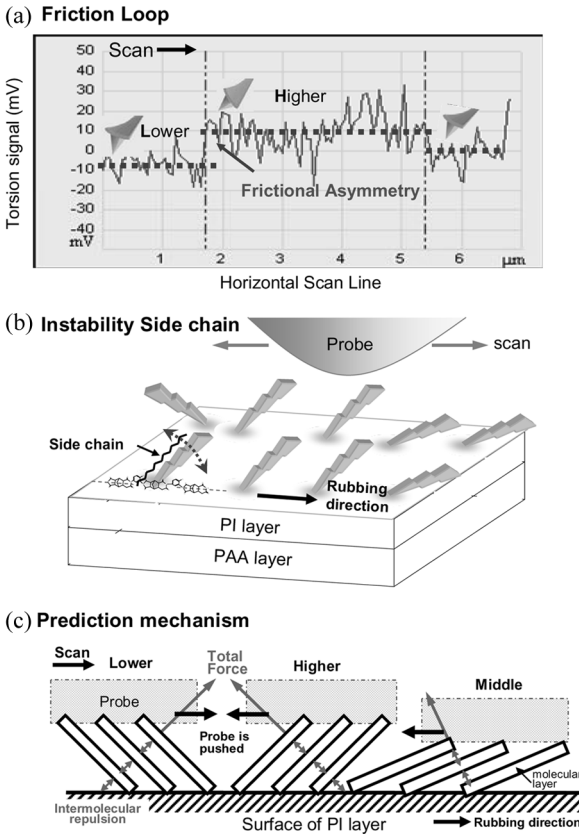 (a) Friction Loop
Scan
50
40
30
20
10
0
-10
-20
-30
-40
mV
Torsion signal (mV)
Lower
Higher
Frictional Asymmetry
1 2 3 4 5 6 µm
Horizontal Scan Line
(b) Instability Side chain
Probe
scan
Side chain
Rubbing
direction
PI layer
PAA layer
(c) Prediction mechanism
Scan
Lower
Total
Force
Higher
Middle
Probe
Probe is
pushed
molecular
layer
Intermolecular
repulsion
Surface of PI layer
Rubbing direction